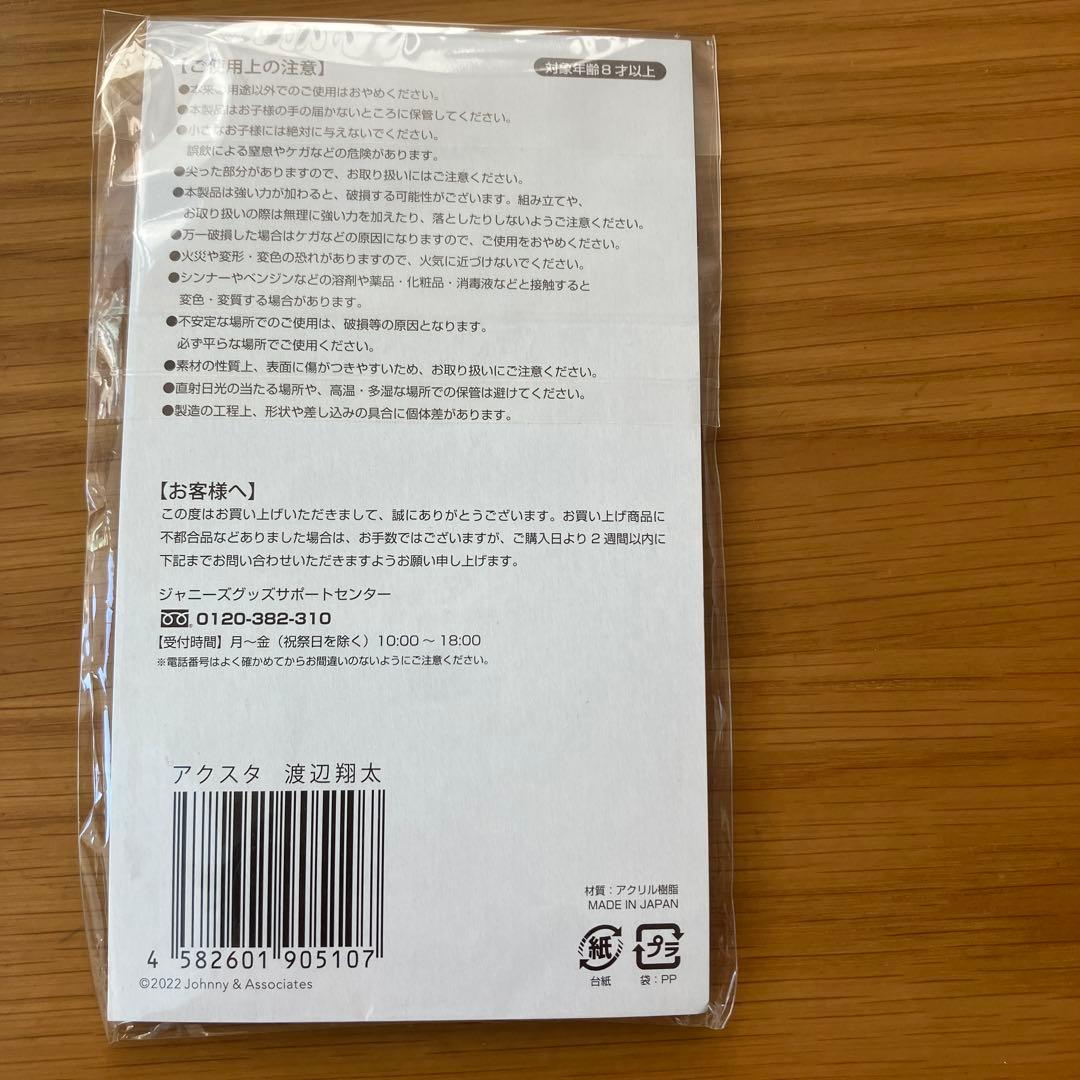 【ご使用上の注意】
対象年齢8才以上
●本来の用途以外でのご使用はおやめください。
●本製品はお子様の手の届かないところに保管してください。
●小さなお子様には絶対に与えないでください。
誤飲による窒息やケガなどの危険があります。
●尖った部分がありますので、お取り扱いにはご注意ください。
●本製品は強い力が加わると、破損する可能性がございます。組み立てや、
お取り扱いの際は無理に強い力を加えたり、落としたりしないようご注意ください。
●万一破損した場合はケガなどの原因になりますので、ご使用をおやめください。
●火災や変形・変色の恐れがありますので、火気に近づけないでください。
●シンナーやベンジンなどの溶剤や薬品・化粧品・消毒液などと接触すると
変色・変質する場合があります。
●不安定な場所でのご使用は、破損等の原因となります。
必ず平らな場所でご使用ください。
●素材の性質上、表面に傷がつきやすいため、お取り扱いにご注意ください。
●直射日光の当たる場所や、高温・多湿な場所での保管は避けてください。
●製造の工程上、形状や差し込みの具合に個体差があります。
【お客様へ】
この度はお買い上げいただきまして、誠にありがとうございます。お買い上げ商品に
不都合品などありました場合は、お手数ではございますが、ご購入日より2週間以内に
下記までお問い合わせいただきますようお願い申し上げます。
ジャニーズグッズサポートセンター
0120-382-310
【受付時間】月〜金（祝祭日を除く）10:00〜18:00
※電話番号はよく確かめてからお間違いのないようにご注意ください。
アクスタ 渡辺翔太
4 582601 905107
©2022 Johnny & Associates
材質：アクリル樹脂
MADE IN JAPAN
紙 プラ
台紙 袋：PP